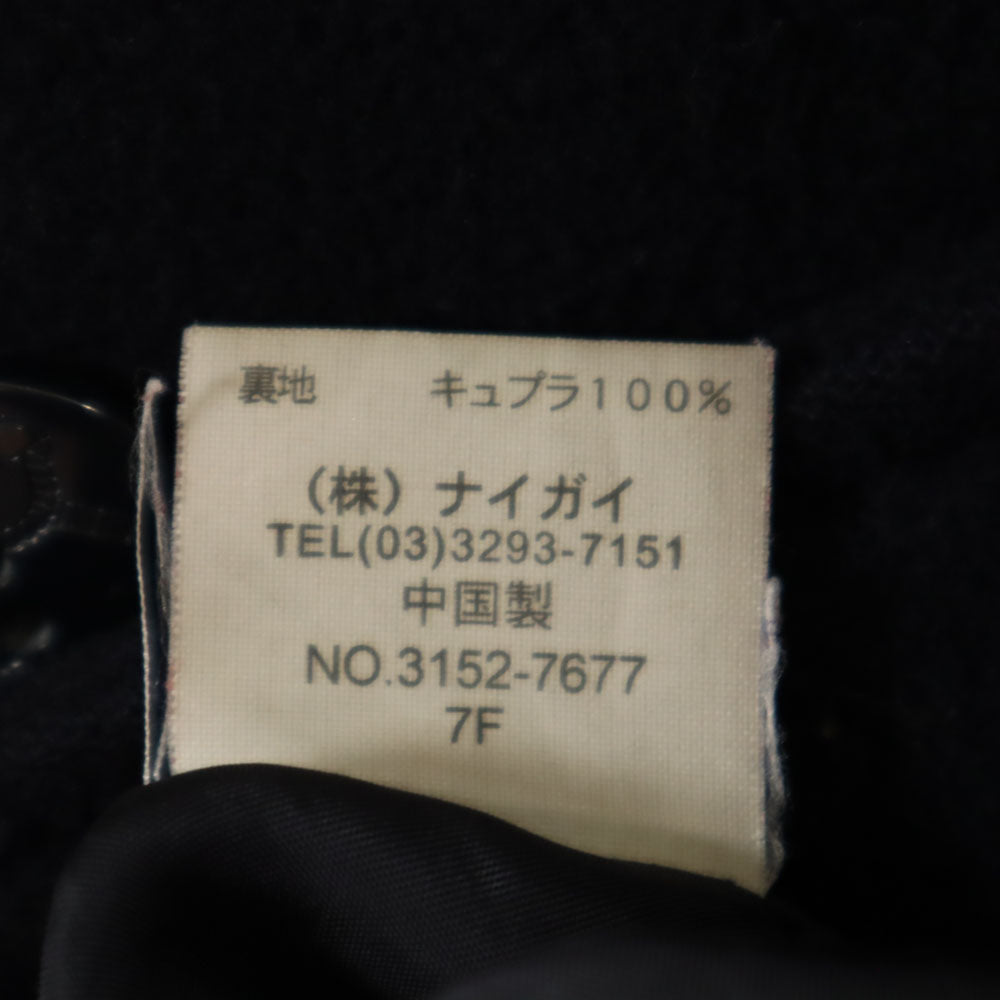 裏地 キュプラ100%
(株) ナイガイ
TEL(03)3293-7151
中国製
NO.3152-7677
7F